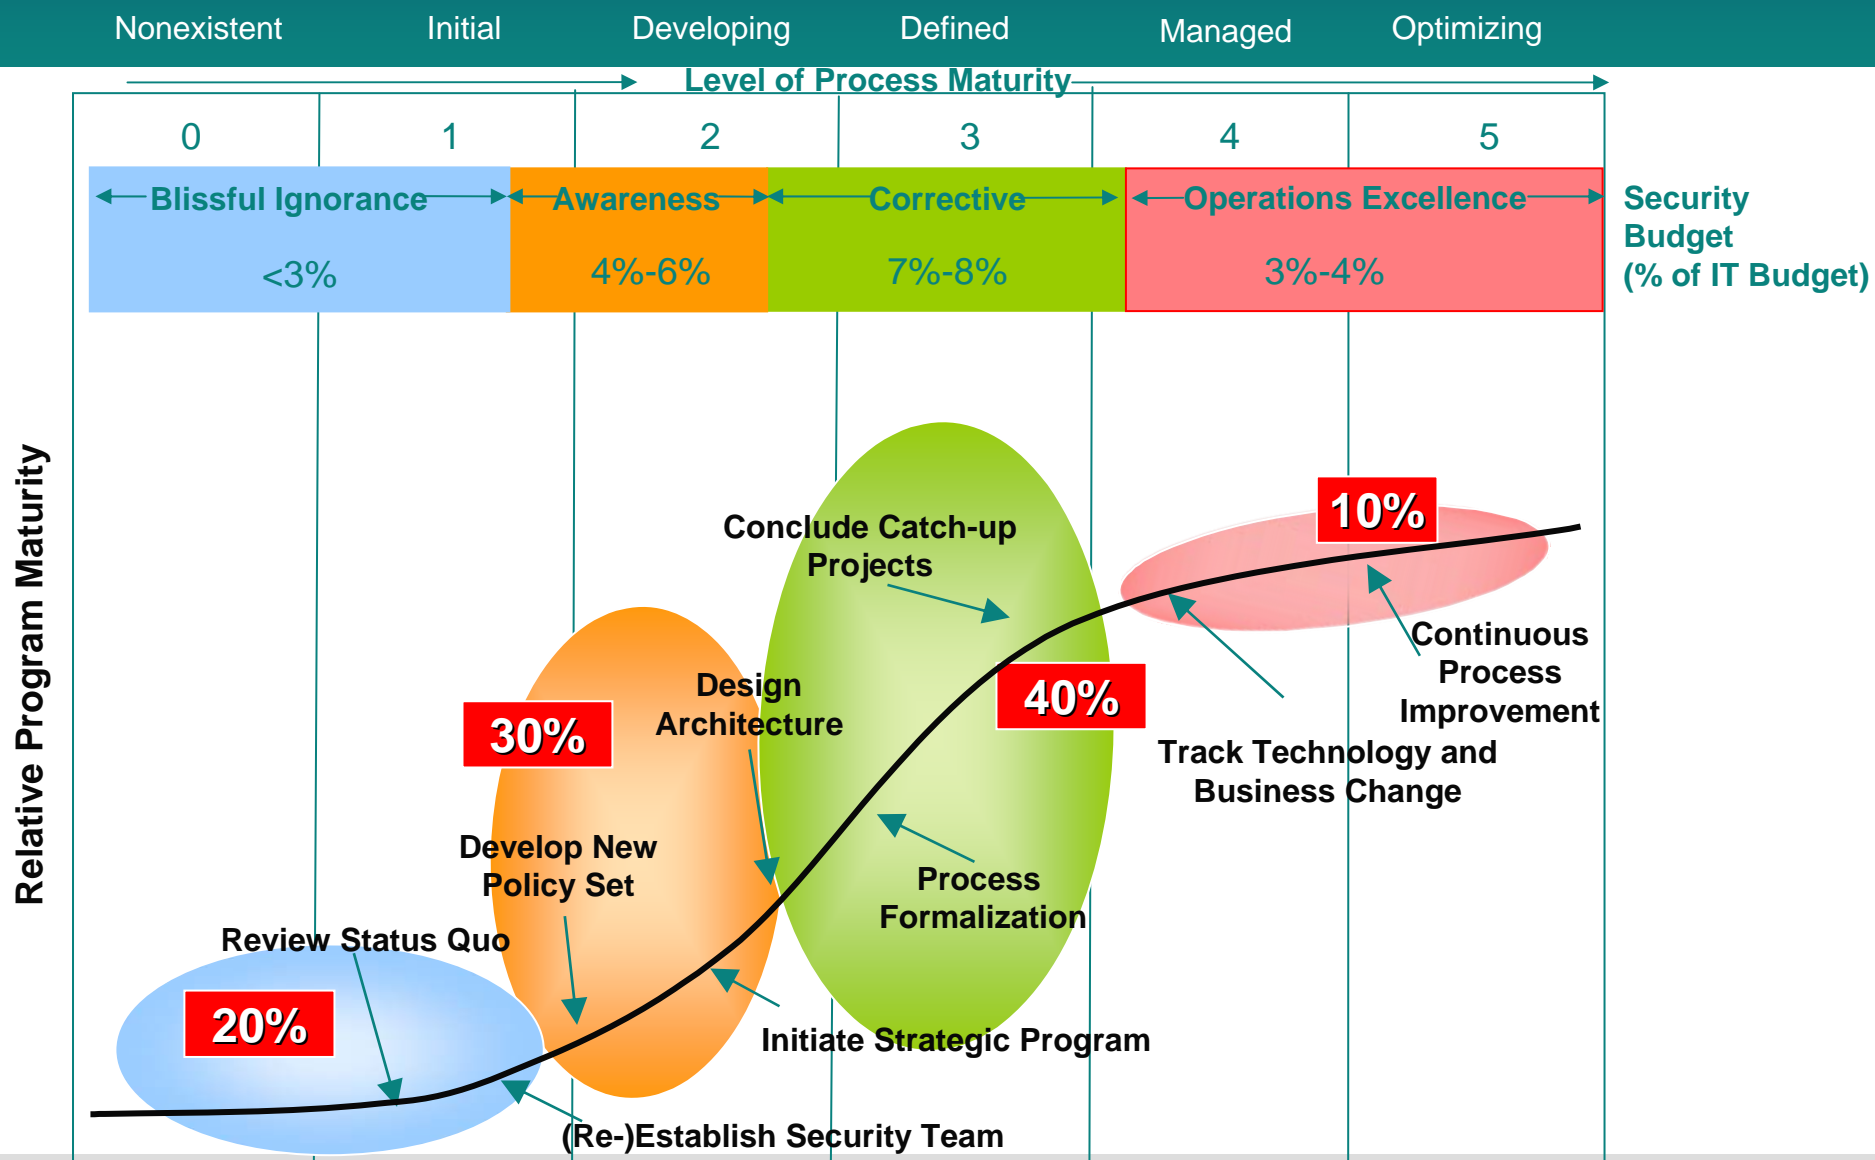 Nonexistent Initial Developing Defined Managed Optimizing
Level of Process Maturity
0 1 2 3 4 5
Blissful Ignorance Awareness Corrective Operations Excellence
<3% 4%-6% 7%-8% 3%-4%
Security
Budget
(% of IT Budget)
Relative Program Maturity
10%
Conclude Catch-up
Projects
Continuous
Process
Improvement
40%
Design
Architecture
30%
Track Technology and
Business Change
Develop New
Policy Set
Process
Formalization
Review Status Quo
20%
Initiate Strategic Program
(Re-)Establish Security Team